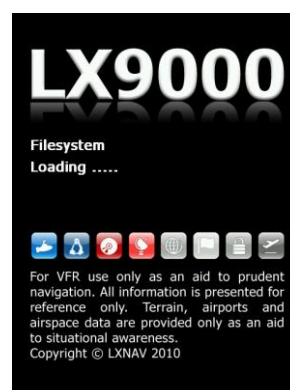 LX9000
Filesystem
Loading .....
For VFR use only as an aid to prudent
navigation. All information is presented for
reference only. Terrain, airports and
airspace data are provided only as an aid
to situational awareness.
Copyright © LXNAV 2010